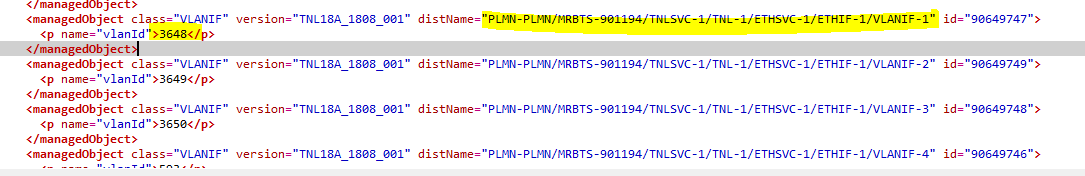 </managedObject>
<managedObject class="VLANIF" version="TNL18A_1808_001" distName="PLMN-PLMN/MRBTS-901194/TNLSVC-1/TNL-1/ETHSVC-1/ETHIF-1/VLANIF-1" id="90649747">
<p name="vlanId">3648</p>
</managedObject>
<managedObject class="VLANIF" version="TNL18A_1808_001" distName="PLMN-PLMN/MRBTS-901194/TNLSVC-1/TNL-1/ETHSVC-1/ETHIF-1/VLANIF-2" id="90649749">
<p name="vlanId">3649</p>
</managedObject>
<managedObject class="VLANIF" version="TNL18A_1808_001" distName="PLMN-PLMN/MRBTS-901194/TNLSVC-1/TNL-1/ETHSVC-1/ETHIF-1/VLANIF-3" id="90649748">
<p name="vlanId">3650</p>
</managedObject>
<managedObject class="VLANIF" version="TNL18A_1808_001" distName="PLMN-PLMN/MRBTS-901194/TNLSVC-1/TNL-1/ETHSVC-1/ETHIF-1/VLANIF-4" id="90649746">